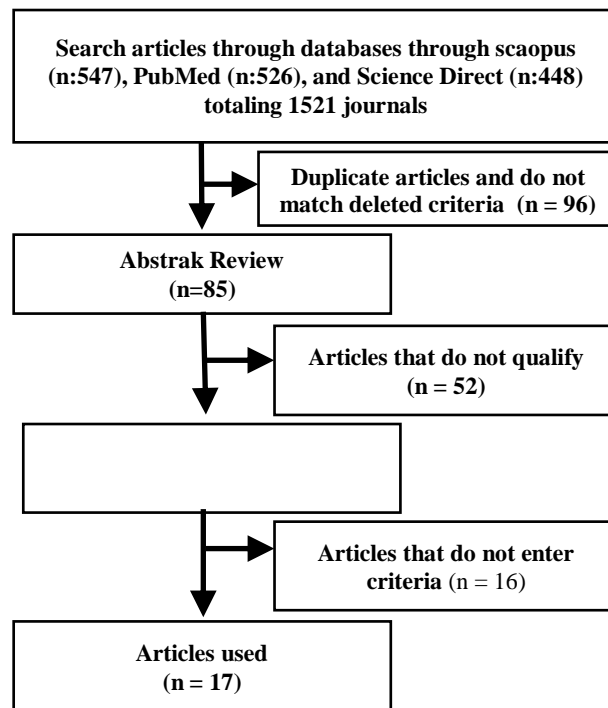 Search articles through databases through scaopus
(n:547), PubMed (n:526), and Science Direct (n:448)
totaling 1521 journals
Duplicate articles and do not
match deleted criteria (n = 96)
Abstrak Review
(n=85)
Articles that do not qualify
(n = 52)
Articles that do not enter
criteria (n = 16)
Articles used
(n = 17)